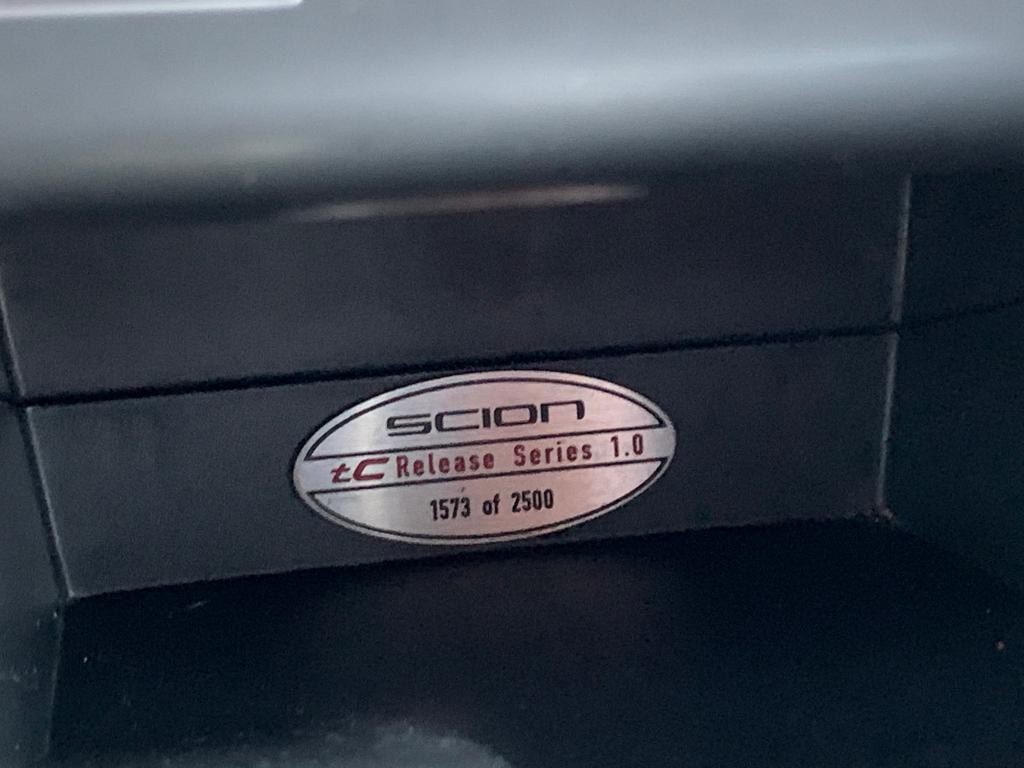 SCION
tC Release Series 1.0
1573 of 2500